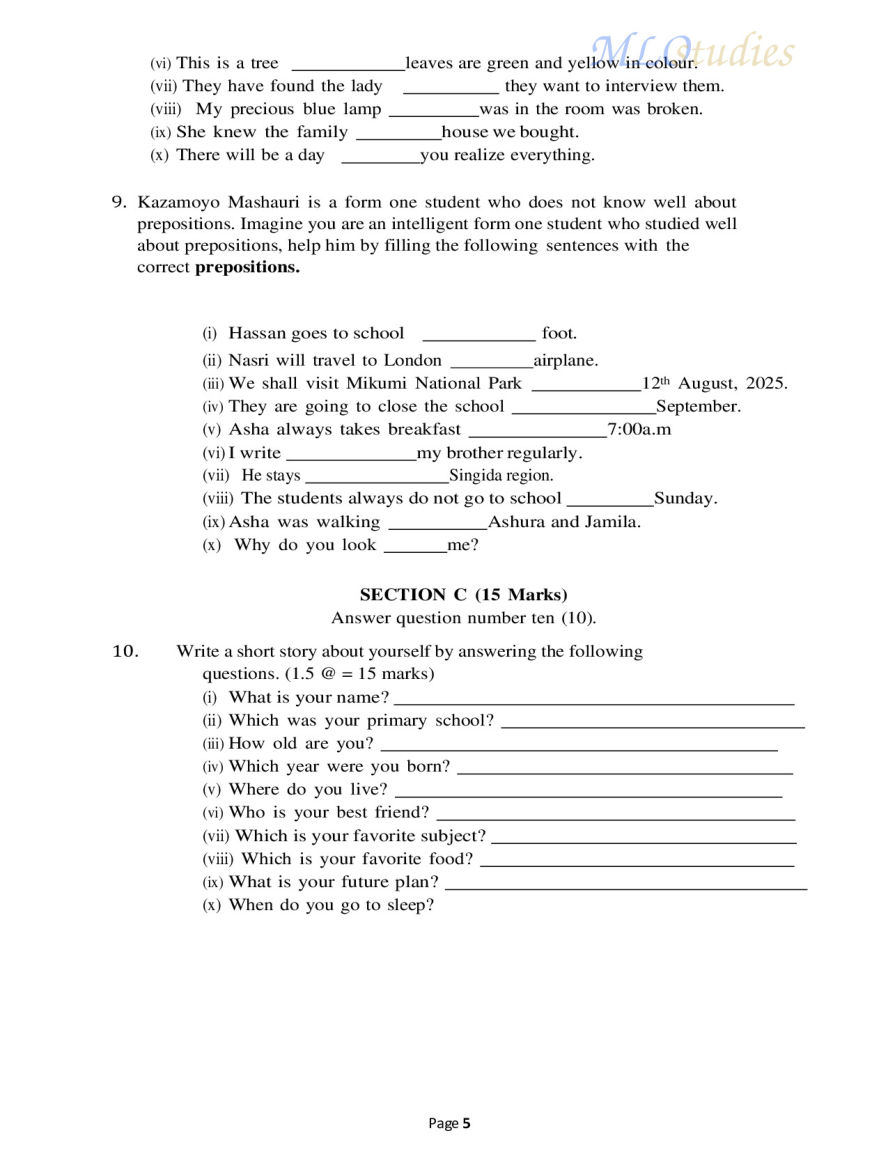 MLOtudies
(vi) This is a tree ____________leaves are green and yellow in colour.
(vii) They have found the lady __________ they want to interview them.
(viii) My precious blue lamp _________was in the room was broken.
(ix) She knew the family _________house we bought.
(x) There will be a day ________you realize everything.
9. Kazamoyo Mashauri is a form one student who does not know well about
prepositions. Imagine you are an intelligent form one student who studied well
about prepositions, help him by filling the following sentences with the
correct prepositions.
(i) Hassan goes to school ____________ foot.
(ii) Nasri will travel to London _________airplane.
(iii) We shall visit Mikumi National Park ____________12th August, 2025.
(iv) They are going to close the school _______________September.
(v) Asha always takes breakfast ______________7:00a.m
(vi) I write ______________my brother regularly.
(vii) He stays ________________Singida region.
(viii) The students always do not go to school _________Sunday.
(ix) Asha was walking __________Ashura and Jamila.
(x) Why do you look _______me?
SECTION C (15 Marks)
Answer question number ten (10).
10. Write a short story about yourself by answering the following
questions. (1.5 @ = 15 marks)
(i) What is your name? __________________________________________
(ii) Which was your primary school? ________________________________
(iii) How old are you? __________________________________________
(iv) Which year were you born? ___________________________________
(v) Where do you live? _________________________________________
(vi) Who is your best friend? ______________________________________
(vii) Which is your favorite subject? ________________________________
(viii) Which is your favorite food? _________________________________
(ix) What is your future plan? ______________________________________
(x) When do you go to sleep?
Page 5